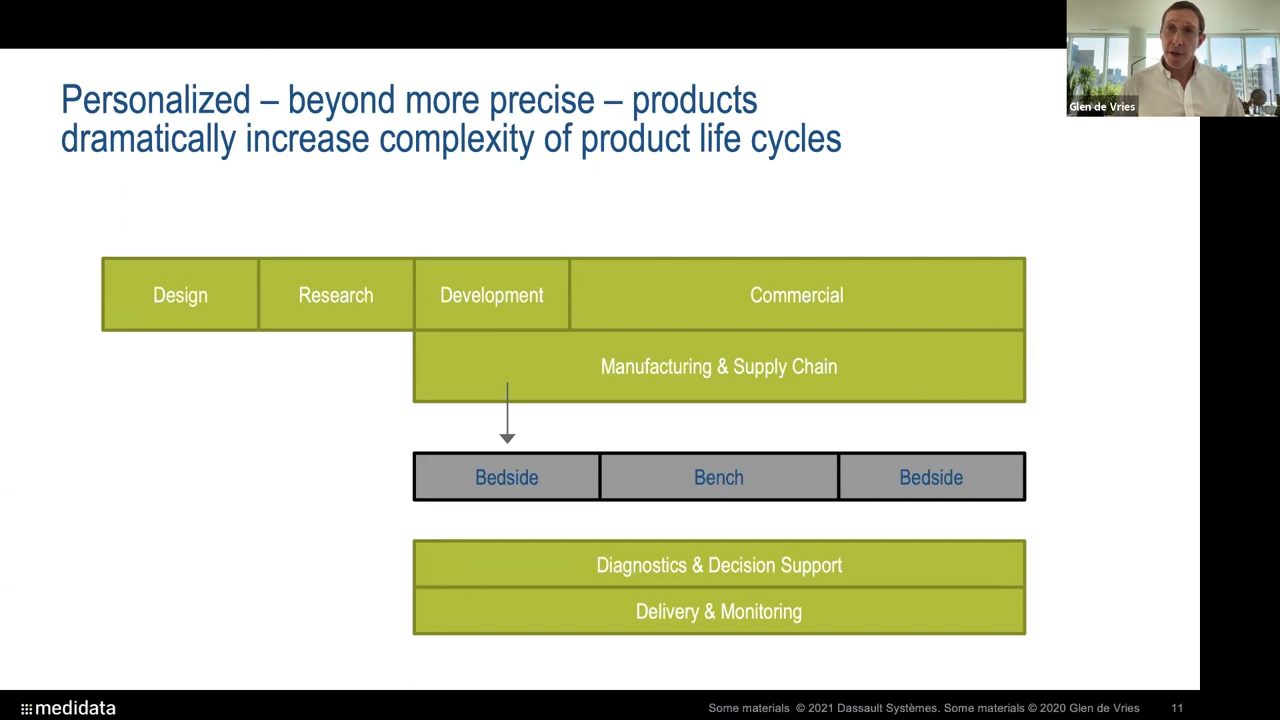 Glen de Vries
Personalized – beyond more precise – products
dramatically increase complexity of product life cycles
Design
Research
Development
Commercial
Manufacturing & Supply Chain
Bedside
Bench
Bedside
Diagnostics & Decision Support
Delivery & Monitoring
medidata
Some materials © 2021 Dassault Systèmes. Some materials © 2020 Glen de Vries
11